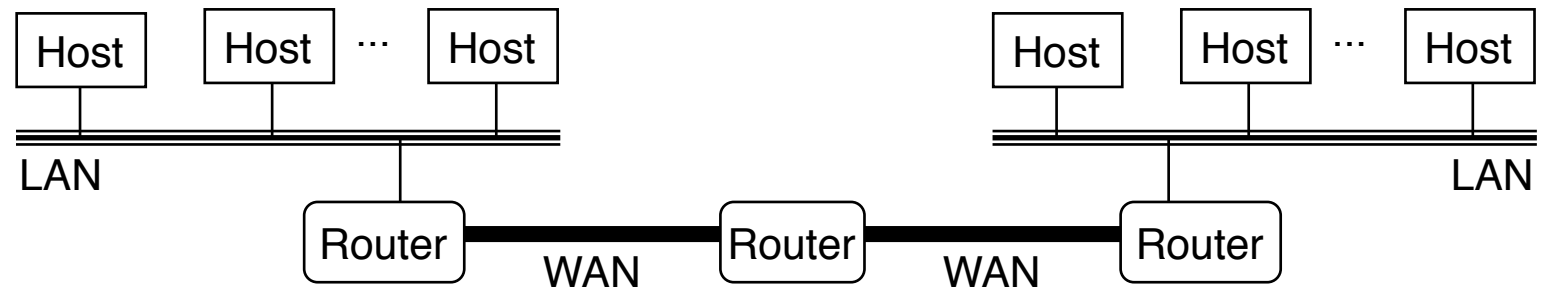 Host Host ... Host Host Host ... Host
LAN LAN
Router Router Router
WAN WAN